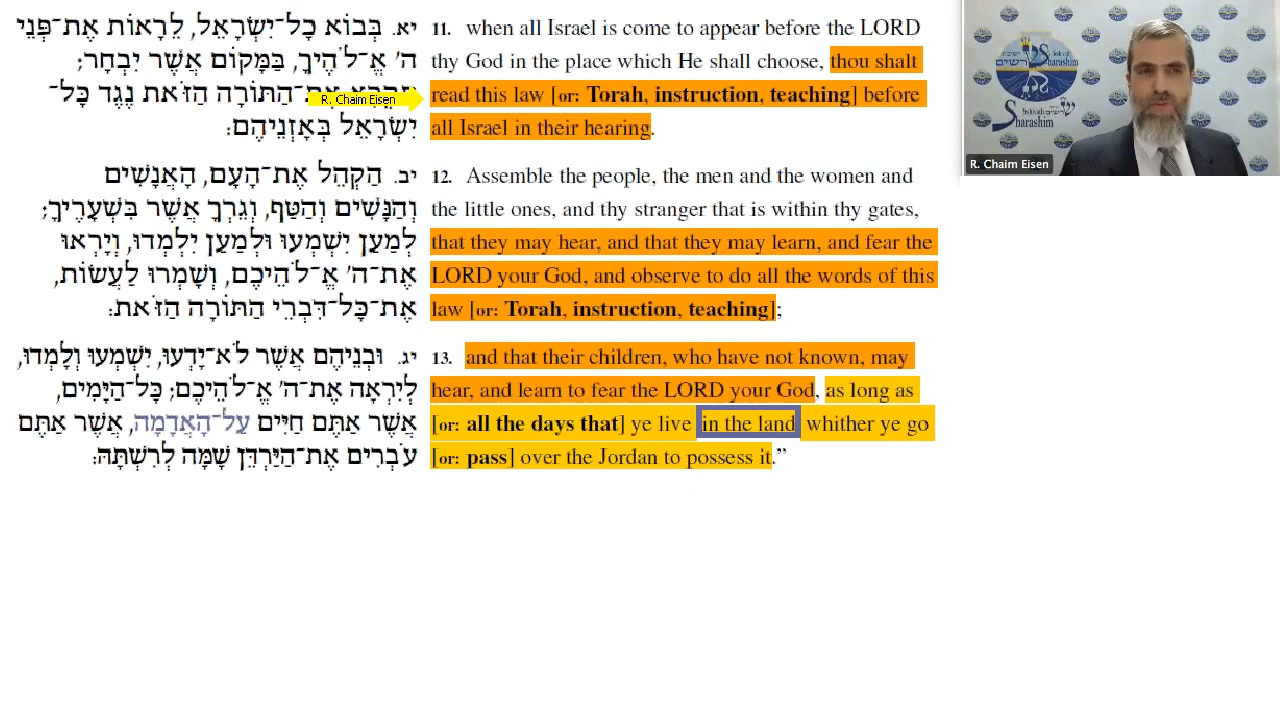 יא. בְּבוֹא כָל־יִשְׂרָאֵל, לֵרָאוֹת אֶת־פְּנֵי
ה' אֱ־לֹהֶיךָ, בַּמָּקוֹם אֲשֶׁר יִבְחָר;
אֶת־הַתּוֹרָה הַזֹּאת נֶגֶד כָּל־
יִשְׂרָאֵל בְּאָזְנֵיהֶם:
R. Chaim Eisen
11. when all Israel is come to appear before the LORD
thy God in the place which He shall choose, thou shalt
read this law [or: Torah, instruction, teaching] before
all Israel in their hearing.
יב. הַקְהֵל אֶת־הָעָם, הָאֲנָשִׁים
וְהַנָּשִׁים וְהַטַּף, וְגֵרְךָ אֲשֶׁר בִּשְׁעָרֶיךָ;
לְמַעַן יִשְׁמְעוּ וּלְמַעַן יִלְמְדוּ, וְיָרְאוּ
אֶת־ה' אֱ־לֹהֵיכֶם, וְשָׁמְרוּ לַעֲשׂוֹת,
אֶת־כָּל־דִּבְרֵי הַתּוֹרָה הַזֹּאת:
12. Assemble the people, the men and the women and
the little ones, and thy stranger that is within thy gates,
that they may hear, and that they may learn, and fear the
LORD your God, and observe to do all the words of this
law [or: Torah, instruction, teaching];
יג. וּבְנֵיהֶם אֲשֶׁר לֹא־יָדְעוּ, יִשְׁמְעוּ וְלָמְדוּ,
לְיִרְאָה אֶת־ה' אֱ־לֹהֵיכֶם; כָּל־הַיָּמִים,
אֲשֶׁר אַתֶּם חַיִּים עַל־הָאֲדָמָה, אֲשֶׁר אַתֶּם
עֹבְרִים אֶת־הַיַּרְדֵּן שָׁמָּה לְרִשְׁתָּהּ:
13. and that their children, who have not known, may
hear, and learn to fear the LORD your God, as long as
[or: all the days that] ye live in the land whither ye go
[or: pass] over the Jordan to possess it.”
Sharashim
שרשים
Yeshivath
Sharashim
R. Chaim Eisen